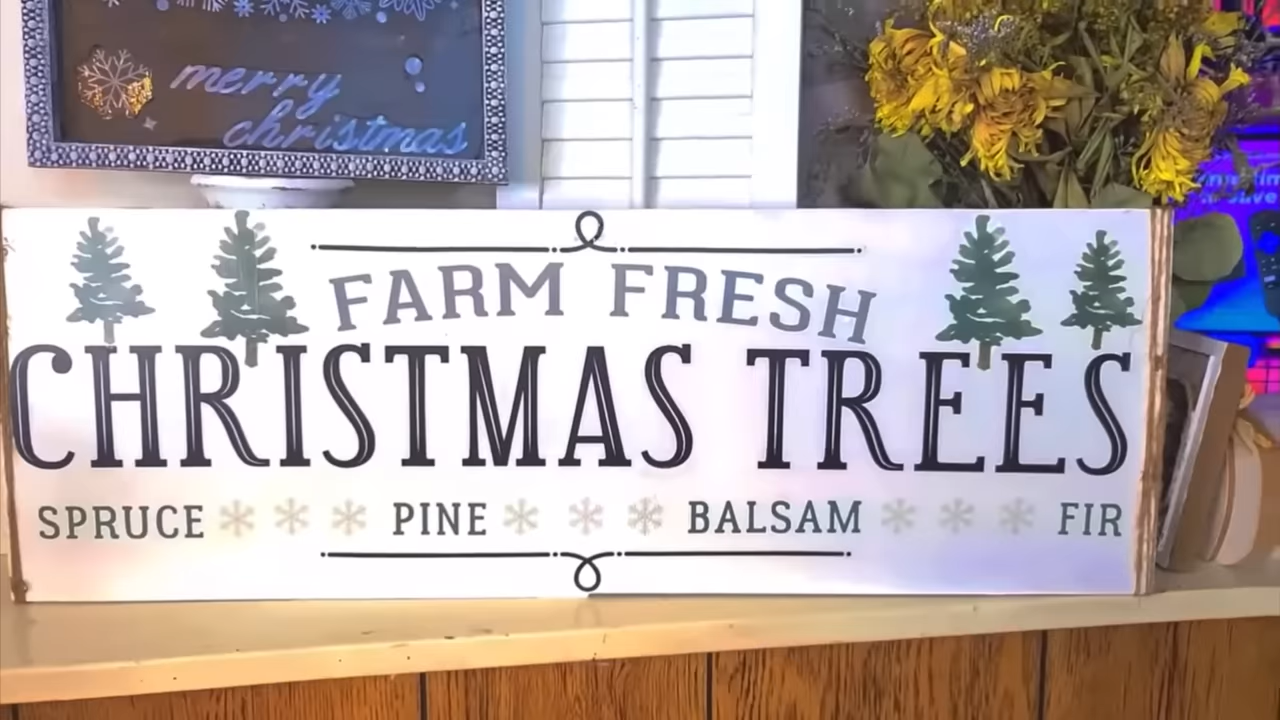 merry
christmas
FARM FRESH
CHRISTMAS TREES
SPRUCE PINE BALSAM FIR